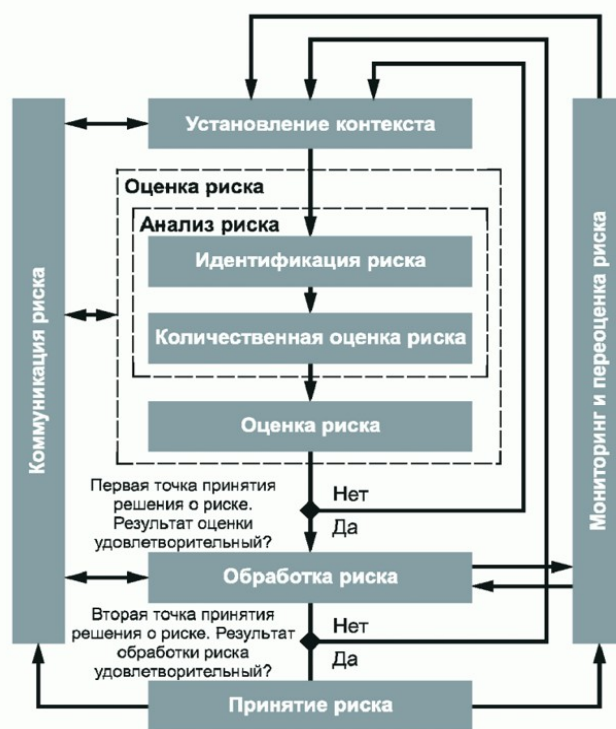 Установление контекста
Оценка риска
Анализ риска
Идентификация риска
Количественная оценка риска
Оценка риска
Первая точка принятия
решения о риске.
Результат оценки
удовлетворительный?
Нет
Да
Обработка риска
Вторая точка принятия
решения о риске. Результат
обработки риска
удовлетворительный?
Нет
Да
Принятие риска
Коммуникация риска
Мониторинг и переоценка риска